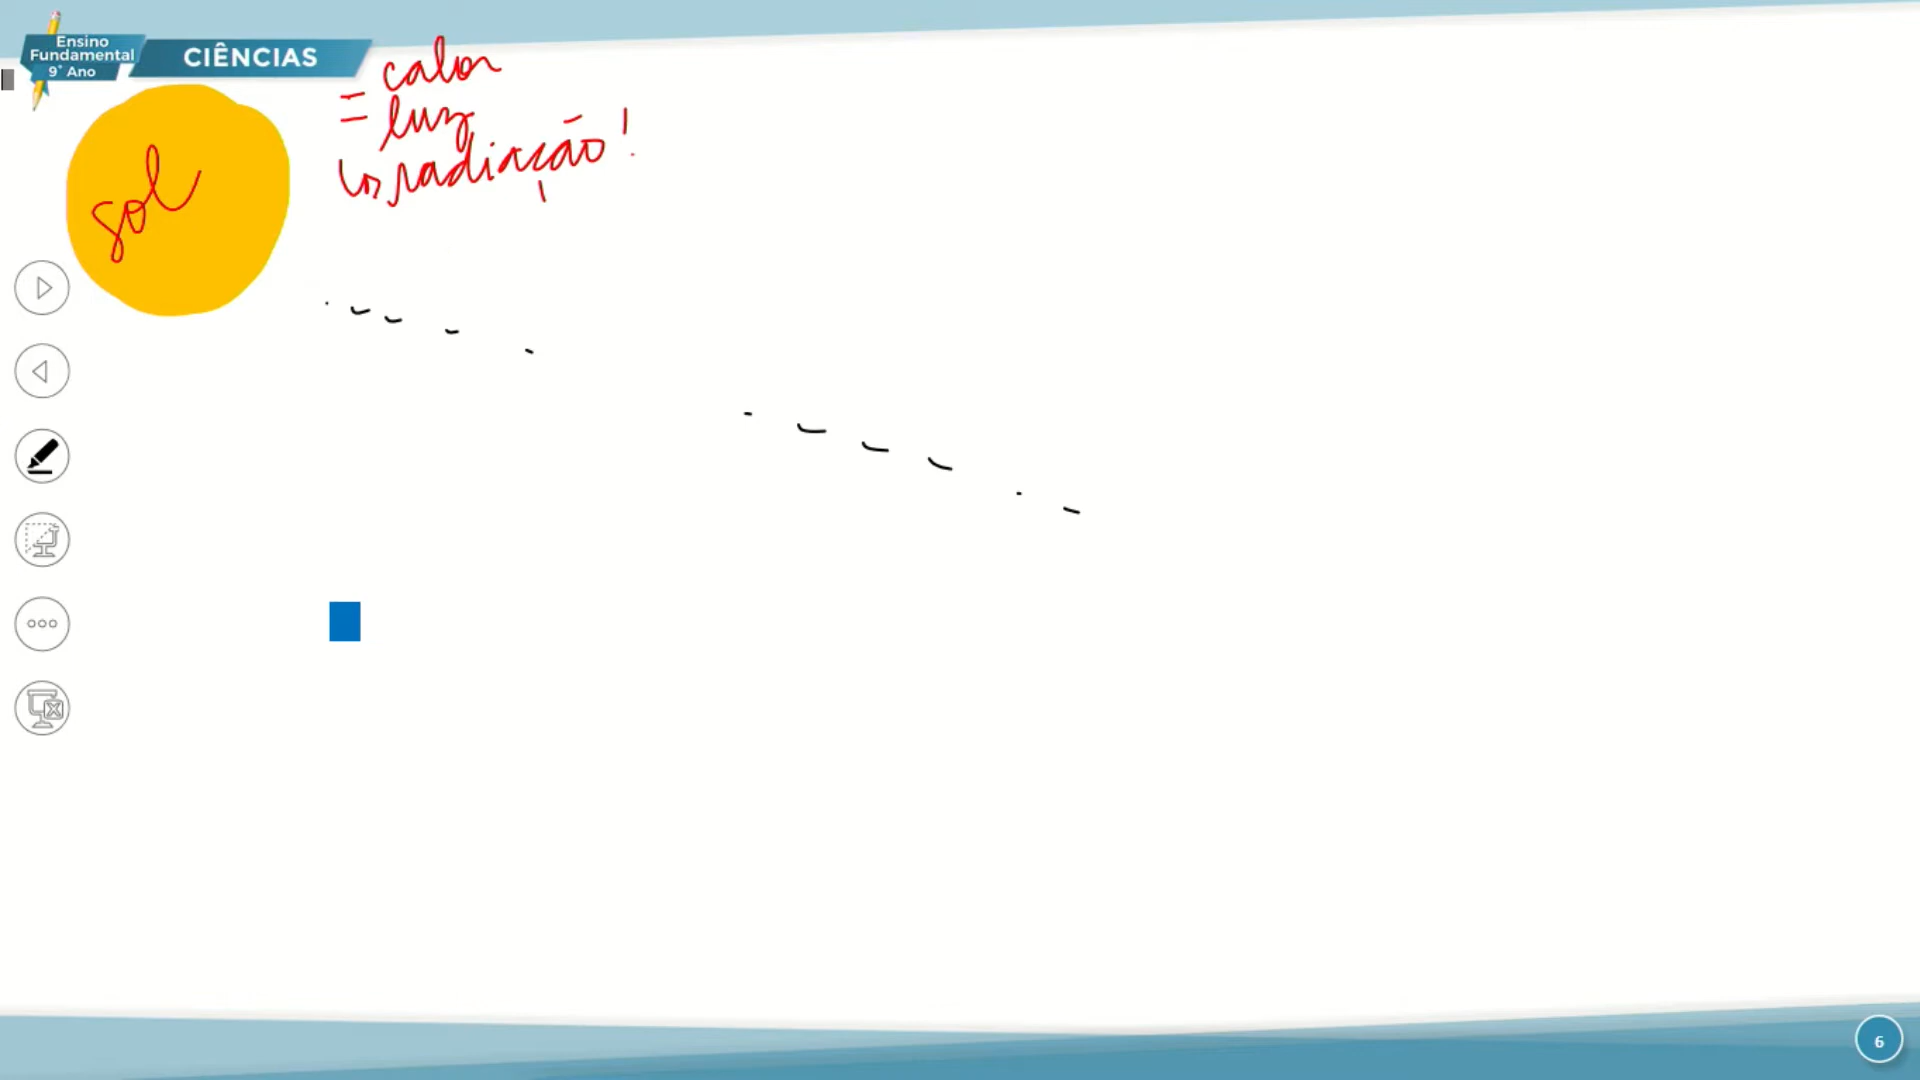 Ensino
Fundamental
9° Ano
CIÊNCIAS
calor
= luz
↳ radiação!
sol
6